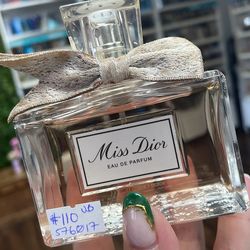 Miss Dior
EAU DE PARFUM
$110
576017